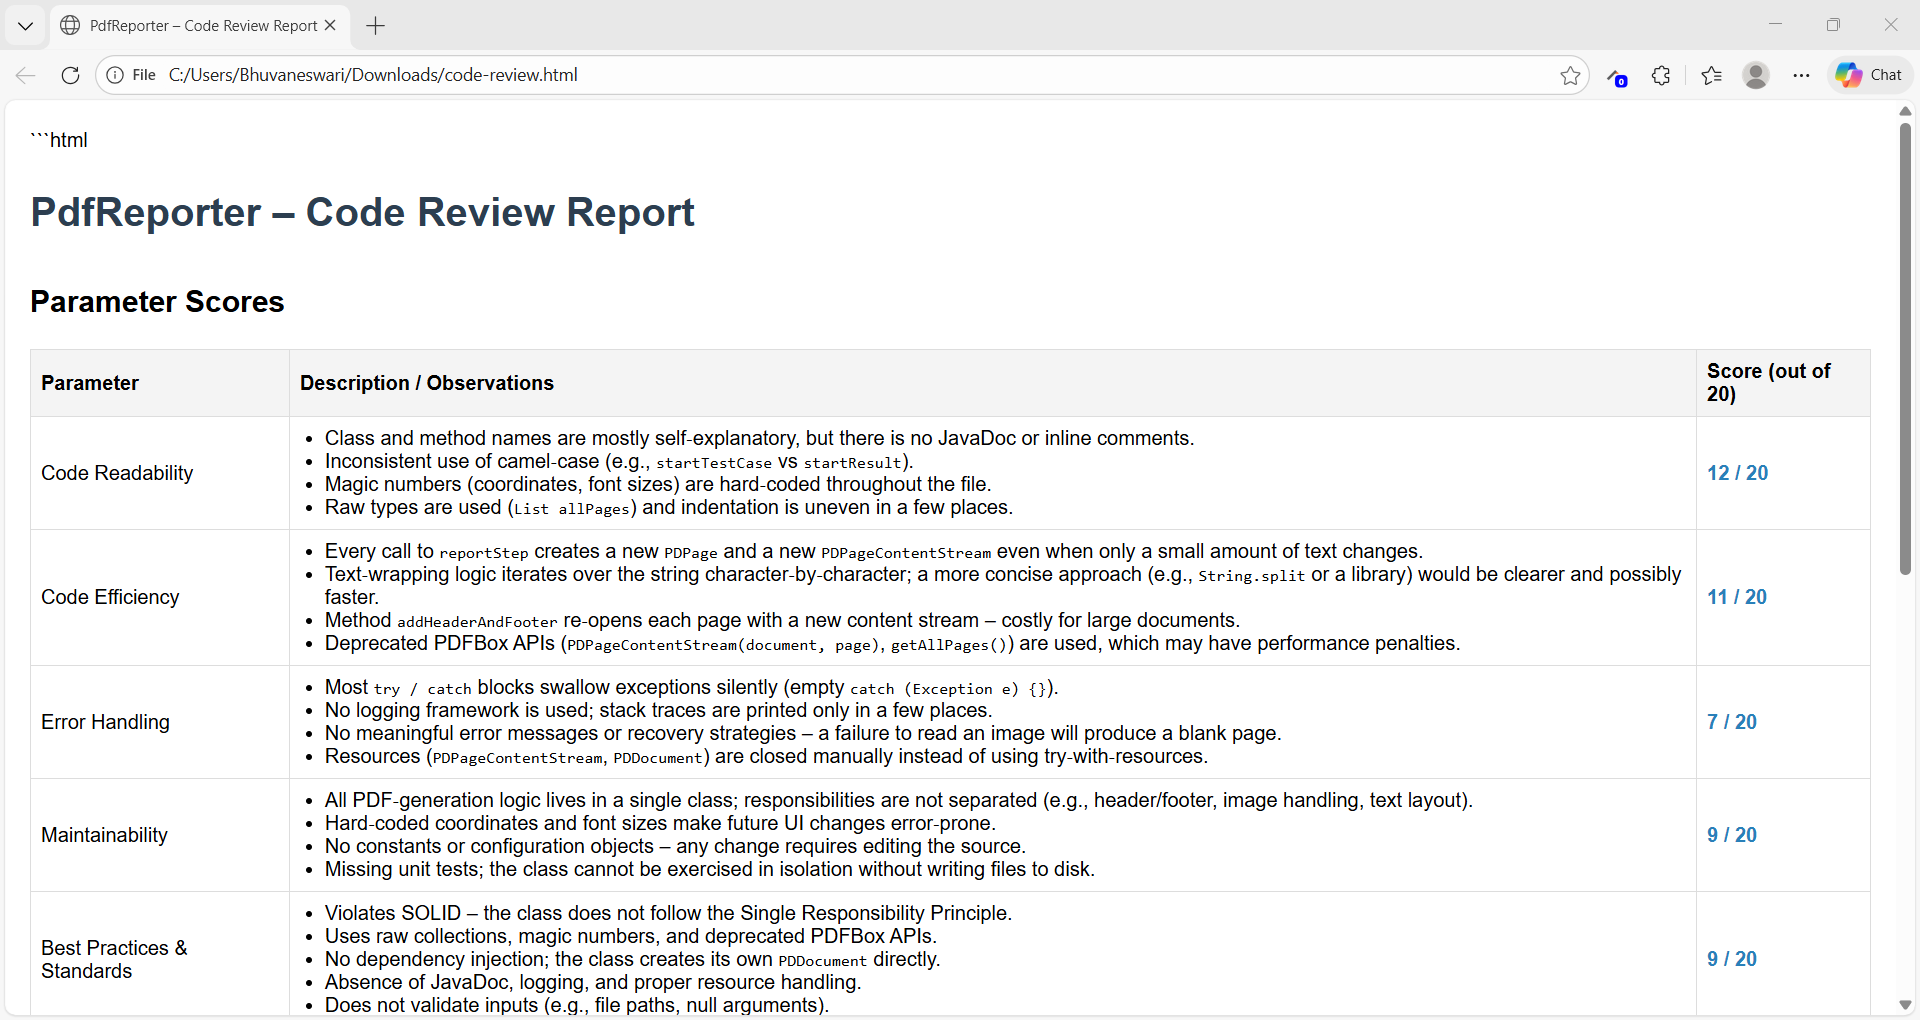 PdfReporter – Code Review Report
File C:/Users/Bhuvaneswari/Downloads/code-review.html
0
Chat
```html
PdfReporter – Code Review Report
Parameter Scores
Parameter
Description / Observations
Score (out of
20)
Code Readability
• Class and method names are mostly self-explanatory, but there is no JavaDoc or inline comments.
• Inconsistent use of camel-case (e.g., startTestCase vs startResult).
• Magic numbers (coordinates, font sizes) are hard-coded throughout the file.
• Raw types are used (List allPages) and indentation is uneven in a few places.
12 / 20
Code Efficiency
• Every call to reportStep creates a new PDPage and a new PDPageContentStream even when only a small amount of text changes.
• Text-wrapping logic iterates over the string character-by-character; a more concise approach (e.g., String.split or a library) would be clearer and possibly
faster.
• Method addHeaderAndFooter re-opens each page with a new content stream – costly for large documents.
• Deprecated PDFBox APIs (PDPageContentStream(document, page), getAllPages()) are used, which may have performance penalties.
11 / 20
Error Handling
• Most try / catch blocks swallow exceptions silently (empty catch (Exception e) {}).
• No logging framework is used; stack traces are printed only in a few places.
• No meaningful error messages or recovery strategies – a failure to read an image will produce a blank page.
• Resources (PDPageContentStream, PDDocument) are closed manually instead of using try-with-resources.
7 / 20
Maintainability
• All PDF-generation logic lives in a single class; responsibilities are not separated (e.g., header/footer, image handling, text layout).
• Hard-coded coordinates and font sizes make future UI changes error-prone.
• No constants or configuration objects – any change requires editing the source.
• Missing unit tests; the class cannot be exercised in isolation without writing files to disk.
9 / 20
Best Practices &
Standards
• Violates SOLID – the class does not follow the Single Responsibility Principle.
• Uses raw collections, magic numbers, and deprecated PDFBox APIs.
• No dependency injection; the class creates its own PDDocument directly.
• Absence of JavaDoc, logging, and proper resource handling.
• Does not validate inputs (e.g., file paths, null arguments).
9 / 20